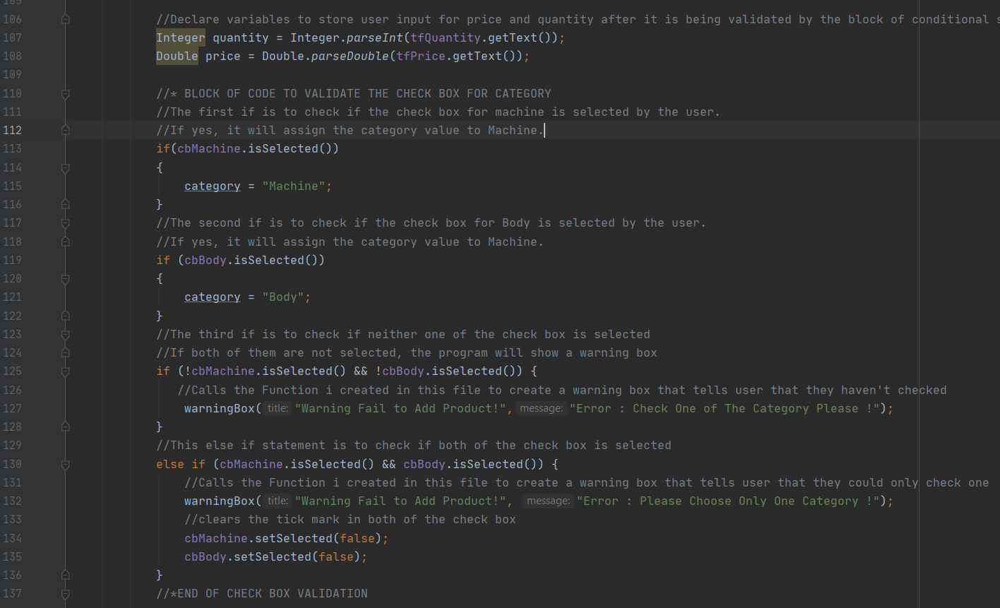 105
106 //Declare variables to store user input for price and quantity after it is being validated by the block of conditional s
107 Integer quantity = Integer.parseInt(tfQuantity.getText());
108 Double price = Double.parseDouble(tfPrice.getText());
109
110 //* BLOCK OF CODE TO VALIDATE THE CHECK BOX FOR CATEGORY
111 //The first if is to check if the check box for machine is selected by the user.
112 //If yes, it will assign the category value to Machine.
113 if(cbMachine.isSelected())
114 {
115 category = "Machine";
116 }
117 //The second if is to check if the check box for Body is selected by the user.
118 //If yes, it will assign the category value to Machine.
119 if (cbBody.isSelected())
120 {
121 category = "Body";
122 }
123 //The third if is to check if neither one of the check box is selected
124 //If both of them are not selected, the program will show a warning box
125 if (!cbMachine.isSelected() && !cbBody.isSelected()) {
126 //Calls the Function i created in this file to create a warning box that tells user that they haven't checked
127 warningBox( title: "Warning Fail to Add Product!", message: "Error : Check One of The Category Please !");
128 }
129 //This else if statement is to check if both of the check box is selected
130 else if (cbMachine.isSelected() && cbBody.isSelected()) {
131 //Calls the Function i created in this file to create a warning box that tells user that they could only check one
132 warningBox( title: "Warning Fail to Add Product!", message: "Error : Please Choose Only One Category !");
133 //clears the tick mark in both of the check box
134 cbMachine.setSelected(false);
135 cbBody.setSelected(false);
136 }
137 //*END OF CHECK BOX VALIDATION